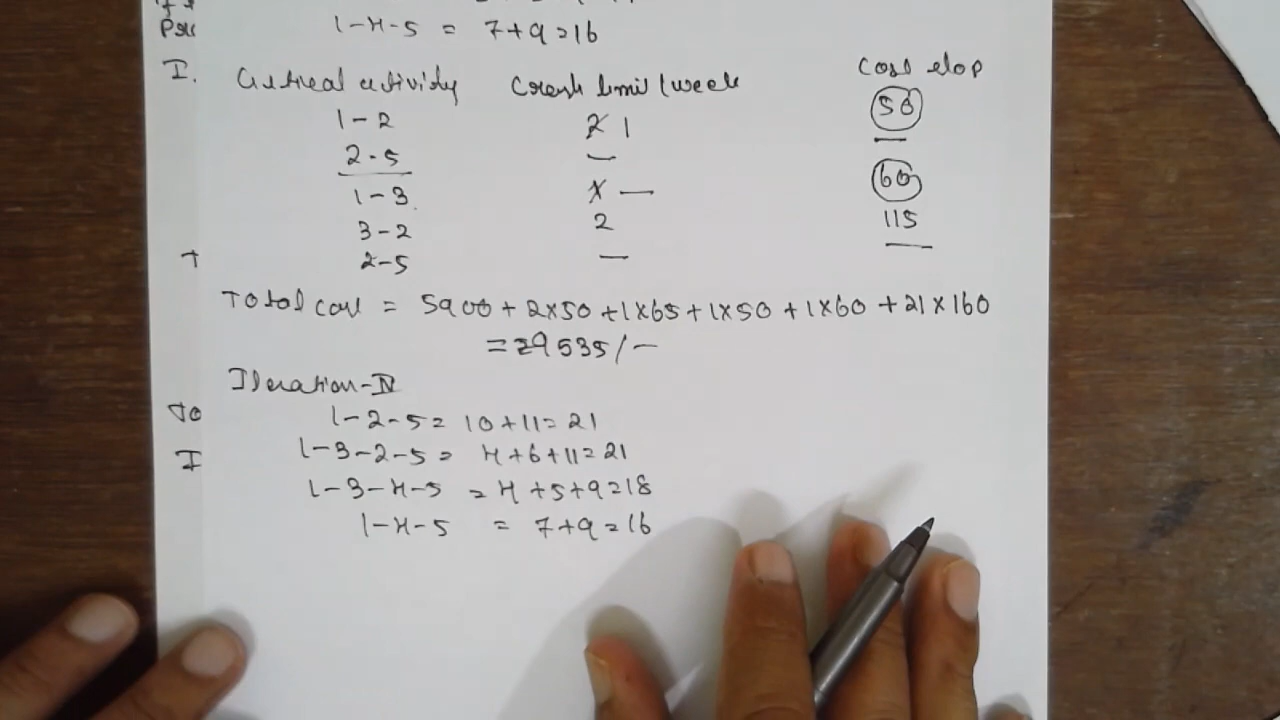 1-4-5 = 7+9=16
I. Critical activity Crash limit/week Cost slop
1-2 2 1 50
2-5 —
1-3 1 — 60
3-2 2 115
2-5 — —
Total cost = 5900 + 2×50 +1×65 +1×50 + 1×60 + 21×160
= 29535/-
Iteration-IV
1-2-5 = 10+11=21
To
1-3-2-5 = 4+6+11=21
I
1-3-4-5 = 4+5+9=18
1-4-5 = 7+9=16